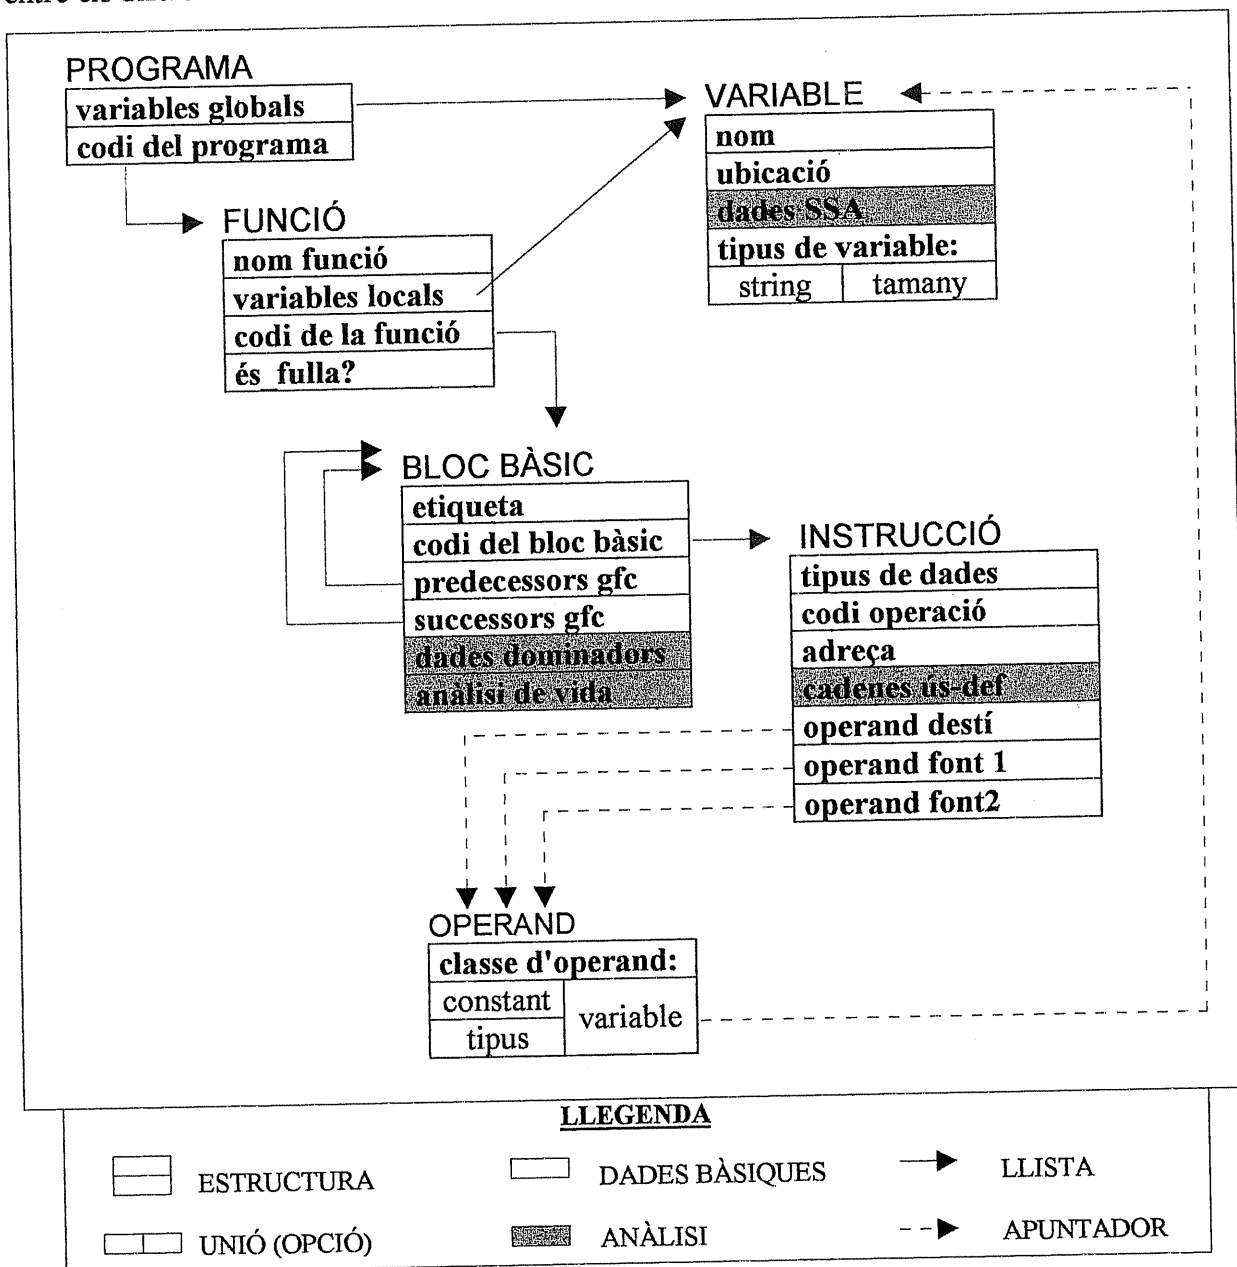 entre els
PROGRAMA
variables globals
codi del programa
VARIABLE
nom
ubicació
dades SSA
tipus de variable:
string tamany
FUNCIÓ
nom funció
variables locals
codi de la funció
és_fulla?
BLOC BÀSIC
etiqueta
codi del bloc bàsic
predecessors gfc
successors gfc
dades dominadors
anàlisi de vida
INSTRUCCIÓ
tipus de dades
codi operació
adreça
cadenes ús-def
operand destí
operand font 1
operand font2
OPERAND
classe d'operand:
constant
variable
tipus
LLEGENDA
ESTRUCTURA
DADES BÀSIQUES
LLISTA
UNIÓ (OPCIÓ)
ANÀLISI
APUNTADOR